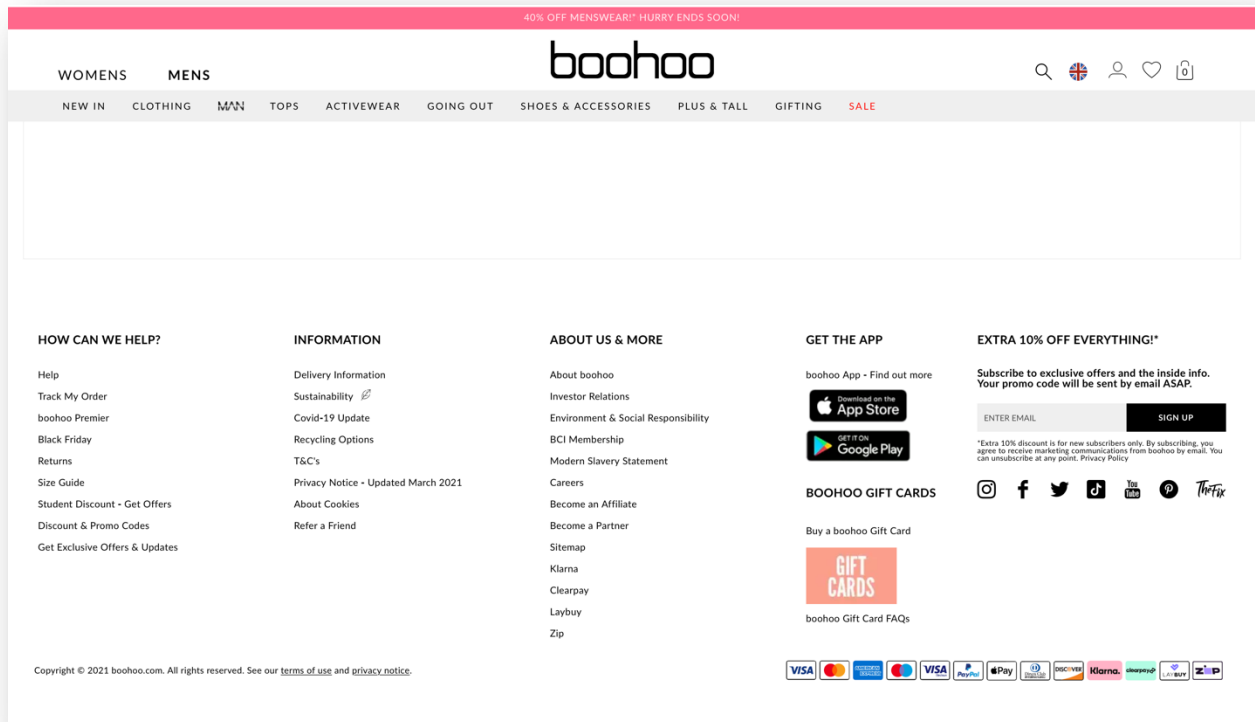 40% OFF MENSWEAR!* HURRY ENDS SOON!
boohoo
WOMENS MENS
0
NEW IN CLOTHING MAN TOPS ACTIVEWEAR GOING OUT SHOES & ACCESSORIES PLUS & TALL GIFTING SALE
HOW CAN WE HELP?
Help
Track My Order
boohoo Premier
Black Friday
Returns
Size Guide
Student Discount - Get Offers
Discount & Promo Codes
Get Exclusive Offers & Updates
INFORMATION
Delivery Information
Sustainability
Covid-19 Update
Recycling Options
T&C's
Privacy Notice - Updated March 2021
About Cookies
Refer a Friend
ABOUT US & MORE
About boohoo
Investor Relations
Environment & Social Responsibility
BCI Membership
Modern Slavery Statement
Careers
Become an Affiliate
Become a Partner
Sitemap
Klarna
Clearpay
Laybuy
Zip
GET THE APP
boohoo App - Find out more
Download on the
App Store
GET IT ON
Google Play
BOOHOO GIFT CARDS
Buy a boohoo Gift Card
GIFT
CARDS
boohoo Gift Card FAQs
EXTRA 10% OFF EVERYTHING!*
Subscribe to exclusive offers and the inside info.
Your promo code will be sent by email ASAP.
ENTER EMAIL SIGN UP
*Extra 10% discount is for new subscribers only. By subscribing, you
agree to receive marketing communications from boohoo by email. You
can unsubscribe at any point. Privacy Policy
You
Tube
TheFix
Copyright © 2021 boohoo.com. All rights reserved. See our terms of use and privacy notice.
VISA AMERICAN EXPRESS VISA PayPal Pay Diners Club DISCOVER Klarna. clearpay LAYBUY ZIP